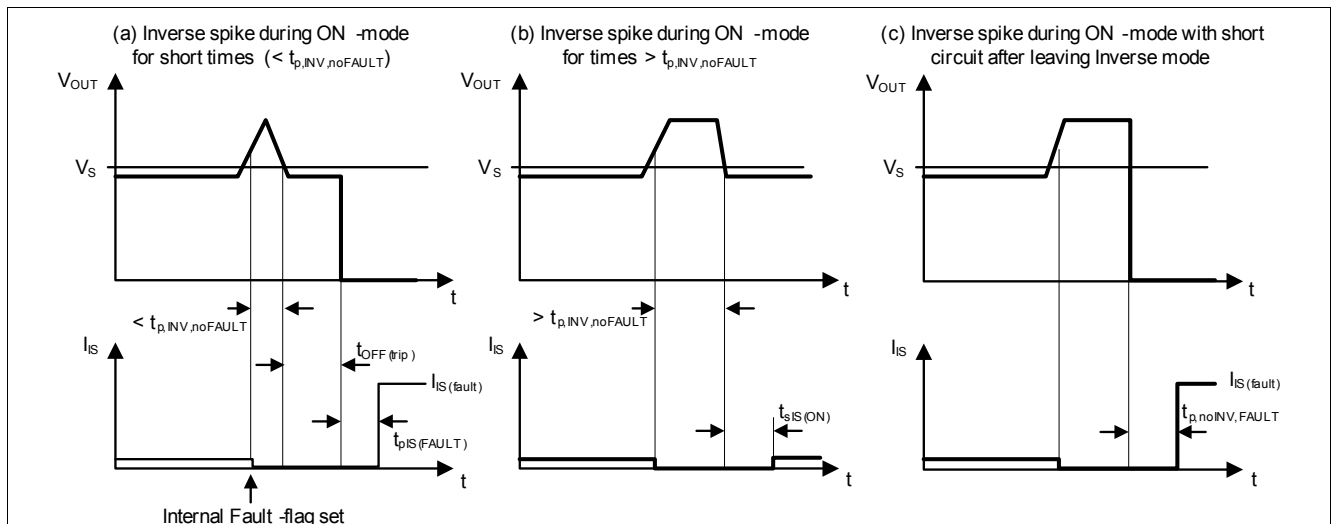 (a) Inverse spike during ON -mode
for short times (< tp,INV,noFAULT)
VOUT
VS
t
< tp,INV,noFAULT
IIS
tOFF(trip)
IIS(fault)
tpIS(FAULT)
t
Internal Fault -flag set
(b) Inverse spike during ON -mode
for times > tp,INV,noFAULT
VOUT
VS
t
> tp,INV,noFAULT
IIS
tsIS(ON)
t
(c) Inverse spike during ON -mode with short
circuit after leaving Inverse mode
VOUT
VS
t
IIS
IIS(fault)
tp,noINV,FAULT
t